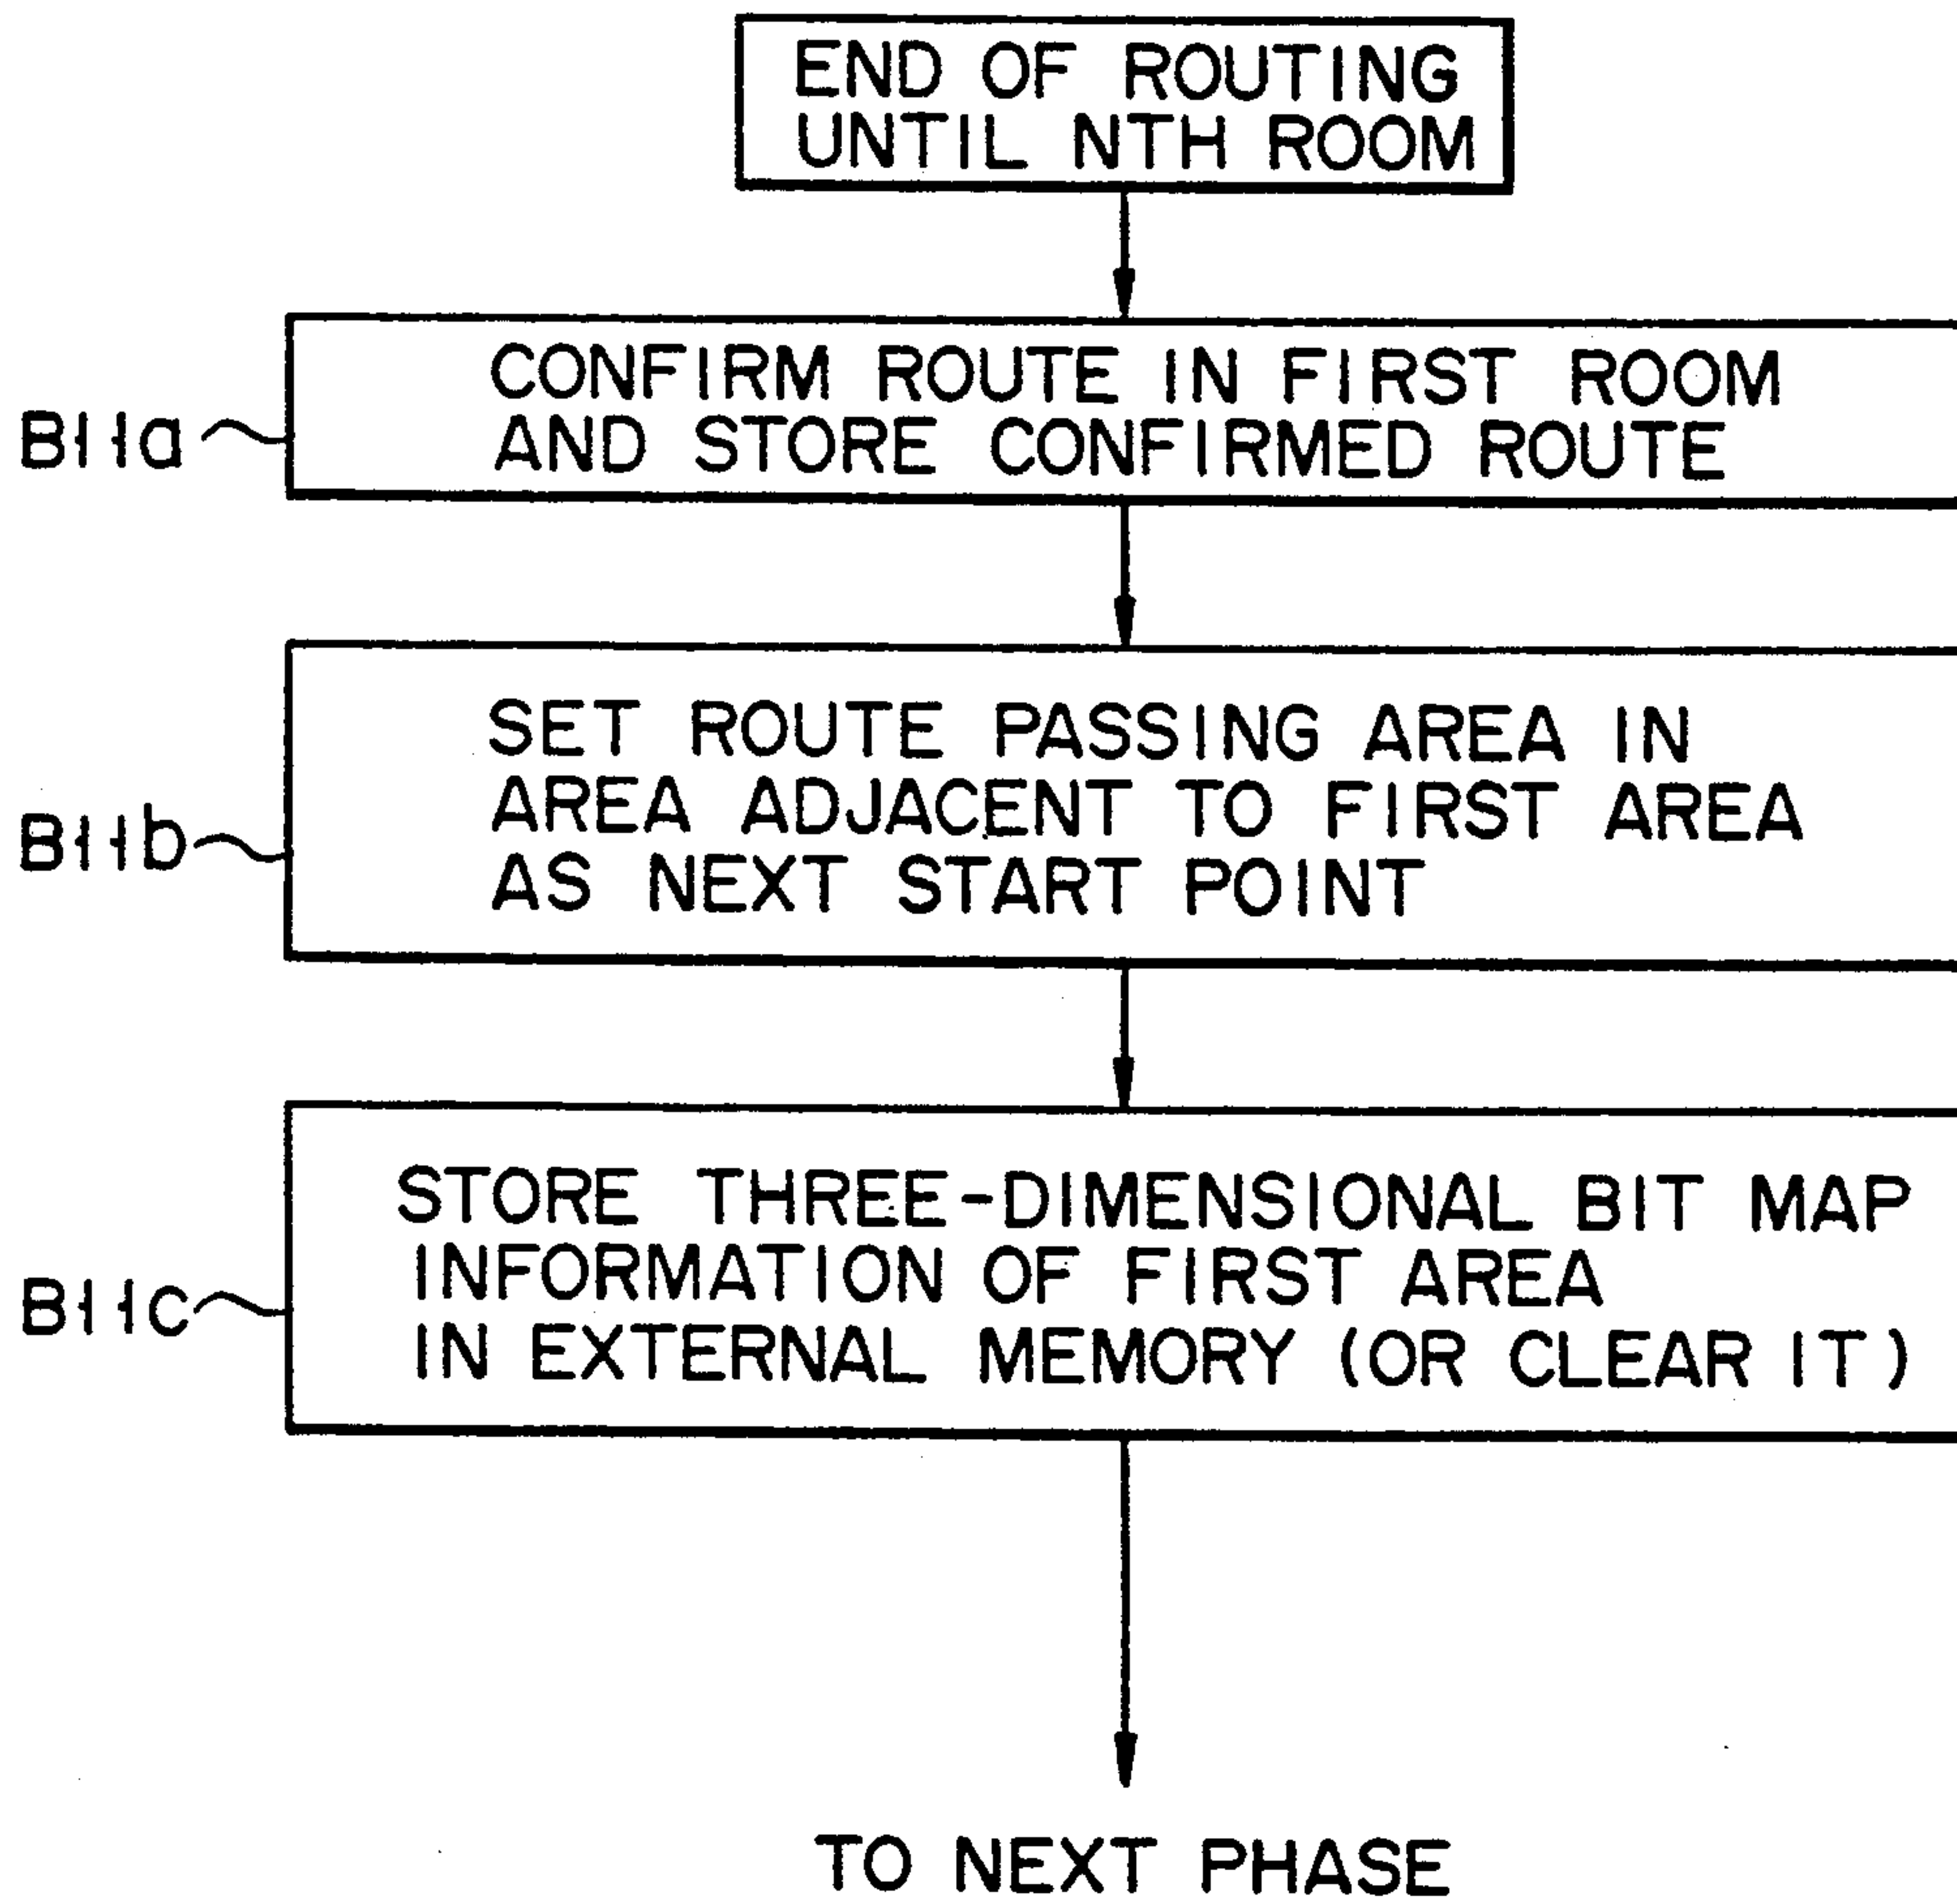 END OF ROUTING
UNTIL NTH ROOM
CONFIRM ROUTE IN FIRST ROOM
AND STORE CONFIRMED ROUTE
B11a
SET ROUTE PASSING AREA IN
AREA ADJACENT TO FIRST AREA
AS NEXT START POINT
B11b
STORE THREE-DIMENSIONAL BIT MAP
INFORMATION OF FIRST AREA
IN EXTERNAL MEMORY (OR CLEAR IT)
B11c
TO NEXT PHASE